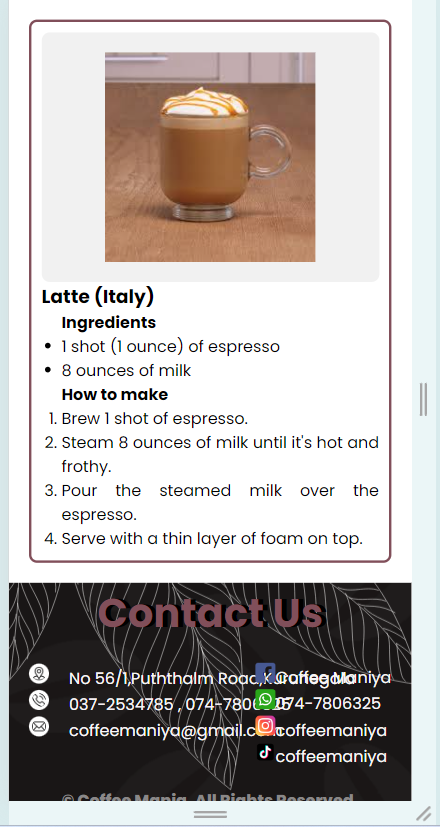 Latte (Italy)
Ingredients
• 1 shot (1 ounce) of espresso
• 8 ounces of milk
How to make
1. Brew 1 shot of espresso.
2. Steam 8 ounces of milk until it's hot and
frothy.
3. Pour the steamed milk over the
espresso.
4. Serve with a thin layer of foam on top.
Contact Us
No 56/1,Puththalm Road,Kurunegala
Maniya
037-2534785 , 074-7806325
074-7806325
coffeemaniya@gmail.com
coffeemaniya
coffeemaniya
© Coffee Mania. All Rights Reserved